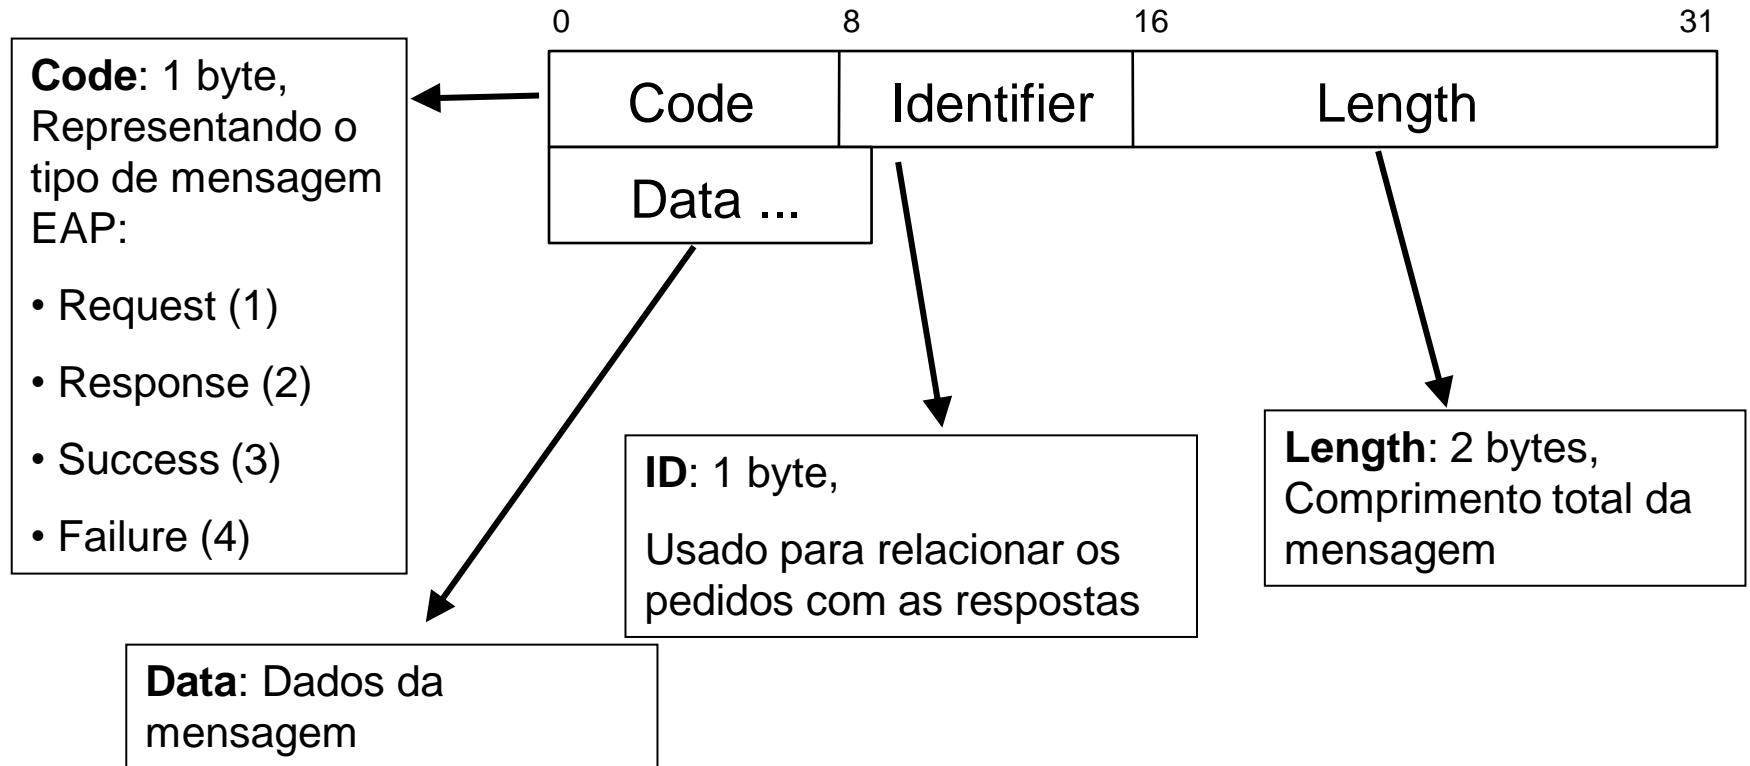 0 8 16 31
Code Identifier Length
Data ...
Code: 1 byte,
Representando o
tipo de mensagem
EAP:
• Request (1)
• Response (2)
• Success (3)
• Failure (4)
ID: 1 byte,
Usado para relacionar os
pedidos com as respostas
Length: 2 bytes,
Comprimento total da
mensagem
Data: Dados da
mensagem